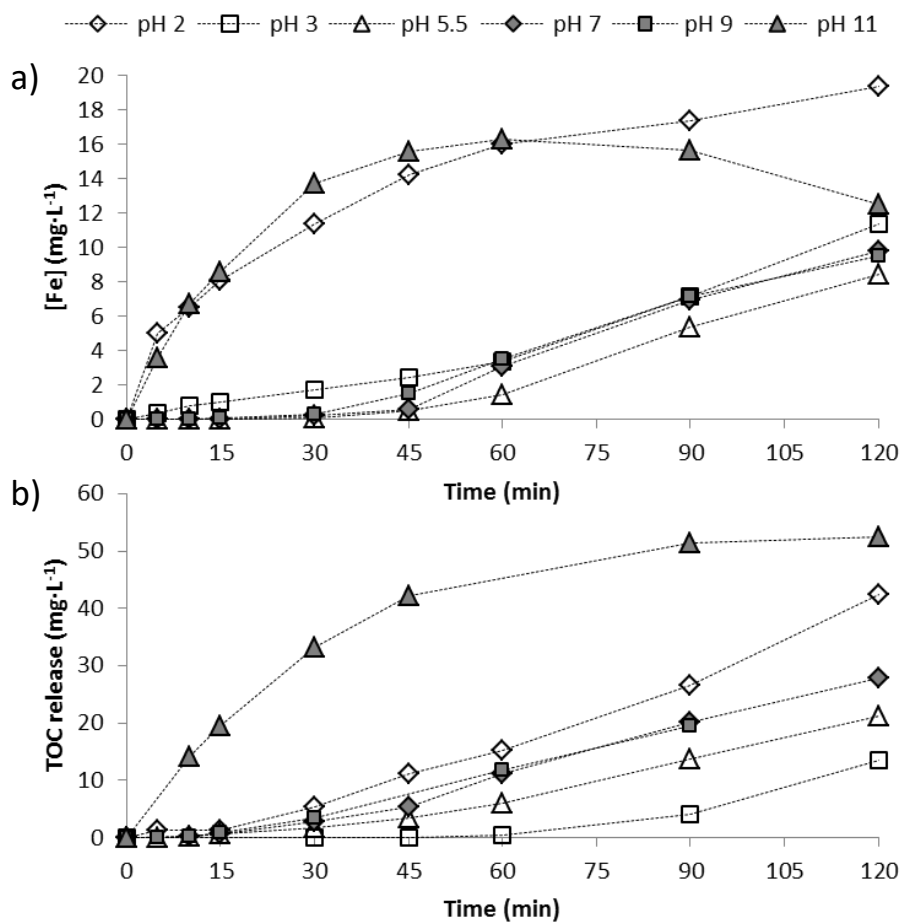 pH 2 pH 3 pH 5.5 pH 7 pH 9 pH 11
a)
[Fe] (mg·L⁻¹)
20
18
16
14
12
10
8
6
4
2
0
0 15 30 45 60 75 90 105 120
Time (min)
b)
TOC release (mg·L⁻¹)
60
50
40
30
20
10
0
0 15 30 45 60 75 90 105 120
Time (min)